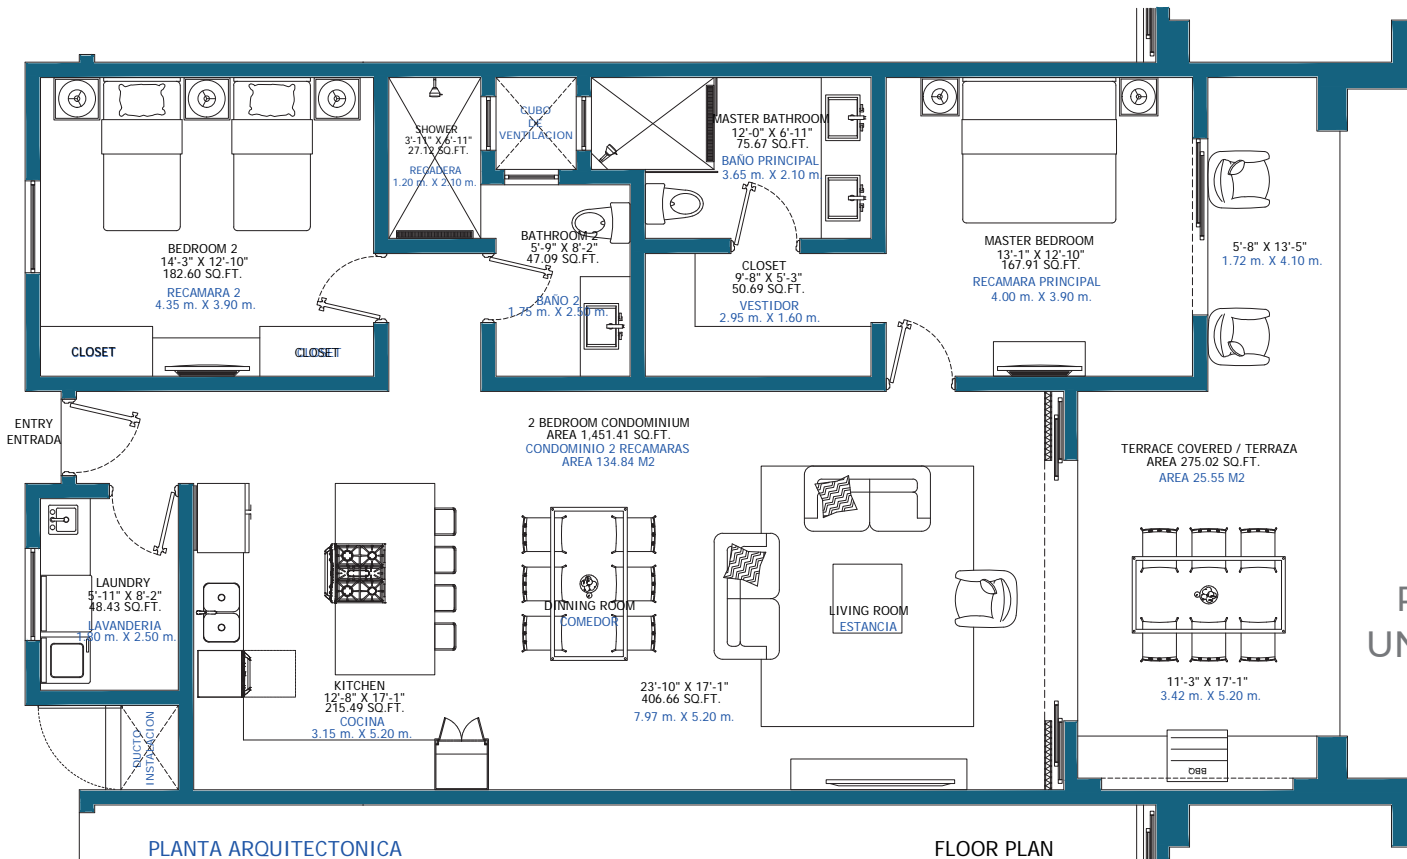 CUBO
DE
VENTILACION
SHOWER
3'-11" X 6'-11"
27.12 SQ.FT.
REGADERA
1.20 m. X 2.10 m.
MASTER BATHROOM
12'-0" X 6'-11"
75.67 SQ.FT.
BAÑO PRINCIPAL
3.65 m. X 2.10 m.
BEDROOM 2
14'-3" X 12'-10"
182.60 SQ.FT.
RECAMARA 2
4.35 m. X 3.90 m.
CLOSET
CLOSET
BATHROOM 2
5'-9" X 8'-2"
47.09 SQ.FT.
BAÑO 2
1.75 m. X 2.50 m.
CLOSET
9'-8" X 5'-3"
50.69 SQ.FT.
VESTIDOR
2.95 m. X 1.60 m.
MASTER BEDROOM
13'-1" X 12'-10"
167.91 SQ.FT.
RECAMARA PRINCIPAL
4.00 m. X 3.90 m.
5'-8" X 13'-5"
1.72 m. X 4.10 m.
ENTRY
ENTRADA
2 BEDROOM CONDOMINIUM
AREA 1,451.41 SQ.FT.
CONDOMINIO 2 RECAMARAS
AREA 134.84 M2
TERRACE COVERED / TERRAZA
AREA 275.02 SQ.FT.
AREA 25.55 M2
LAUNDRY
5'-11" X 8'-2"
48.43 SQ.FT.
LAVANDERIA
1.80 m. X 2.50 m.
DINNING ROOM
COMEDOR
LIVING ROOM
ESTANCIA
KITCHEN
12'-8" X 17'-1"
215.49 SQ.FT.
COCINA
3.15 m. X 5.20 m.
23'-10" X 17'-1"
406.66 SQ.FT.
7.97 m. X 5.20 m.
11'-3" X 17'-1"
3.42 m. X 5.20 m.
DUCTO
INSTALACION
BBQ
PLANTA ARQUITECTONICA
FLOOR PLAN